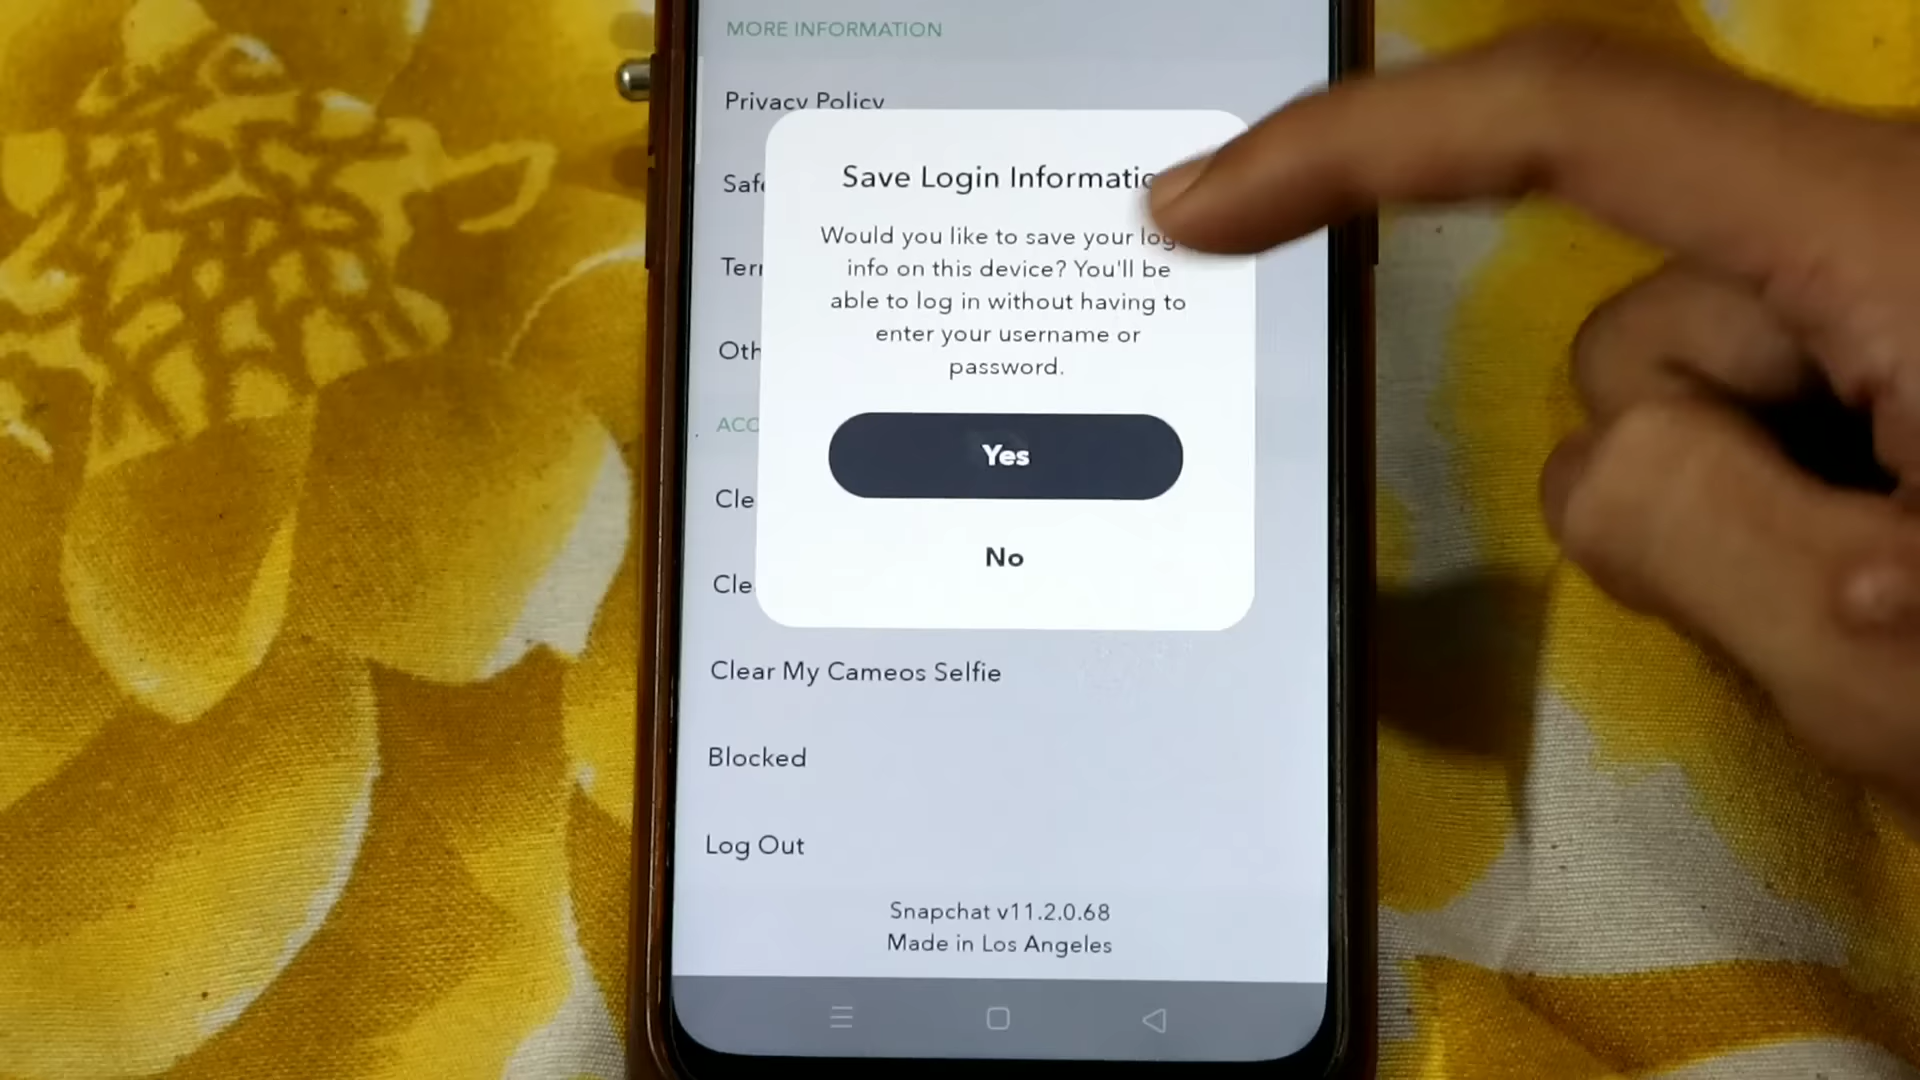 MORE INFORMATION
Privacy Policy
Save Login
Would you like to save your
info on this device? You'll be
able to log in without having to
enter your username or
password.
Yes
No
Clear My Cameos Selfie
Blocked
Log Out
Snapchat v11.2.0.68
Made in Los Angeles